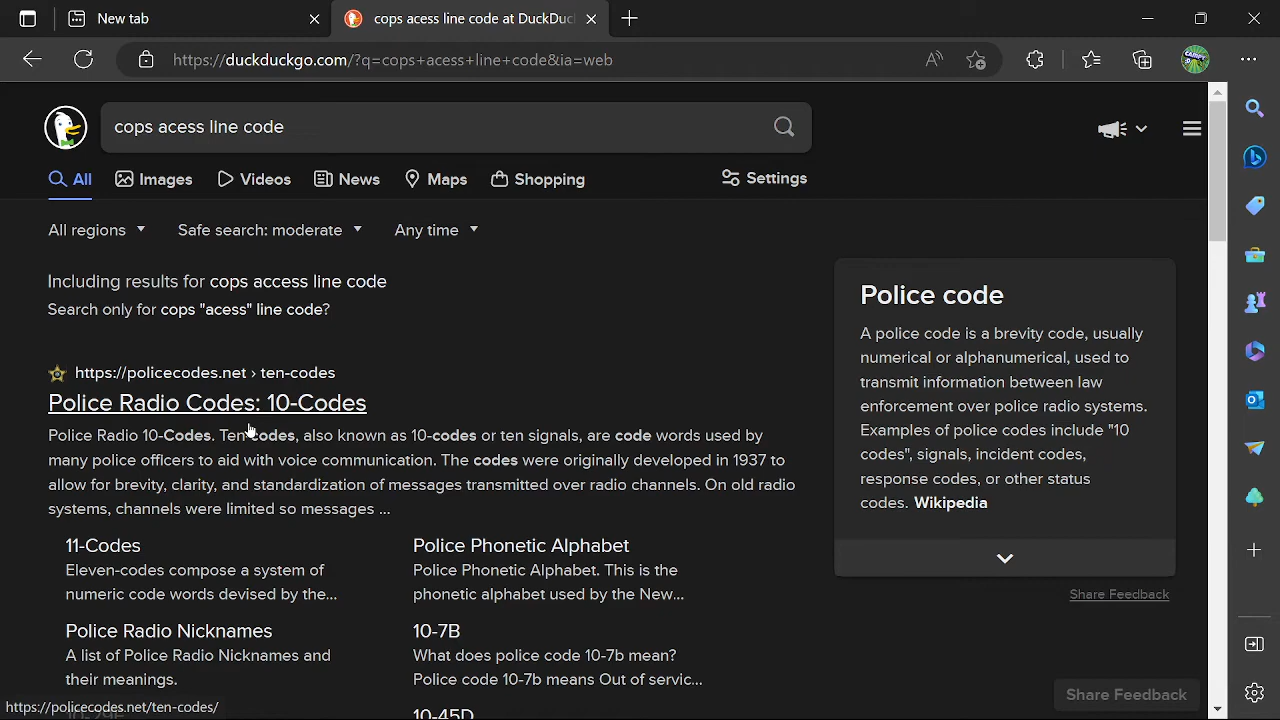 New tab
cops acess line code at DuckDuc
https://duckduckgo.com/?q=cops+acess+line+code&ia=web
cops acess line code
All
Images
Videos
News
Maps
Shopping
Settings
All regions
Safe search: moderate
Any time
Including results for cops access line code
Search only for cops "acess" line code?
https://policecodes.net › ten-codes
Police Radio Codes: 10-Codes
Police Radio 10-Codes. Ten-codes, also known as 10-codes or ten signals, are code words used by
many police officers to aid with voice communication. The codes were originally developed in 1937 to
allow for brevity, clarity, and standardization of messages transmitted over radio channels. On old radio
systems, channels were limited so messages ...
11-Codes
Eleven-codes compose a system of
numeric code words devised by the...
Police Phonetic Alphabet
Police Phonetic Alphabet. This is the
phonetic alphabet used by the New...
Police Radio Nicknames
A list of Police Radio Nicknames and
their meanings.
10-7B
What does police code 10-7b mean?
Police code 10-7b means Out of servic...
10-45D
Police code
A police code is a brevity code, usually
numerical or alphanumerical, used to
transmit information between law
enforcement over police radio systems.
Examples of police codes include "10
codes", signals, incident codes,
response codes, or other status
codes. Wikipedia
Share Feedback
Share Feedback
https://policecodes.net/ten-codes/